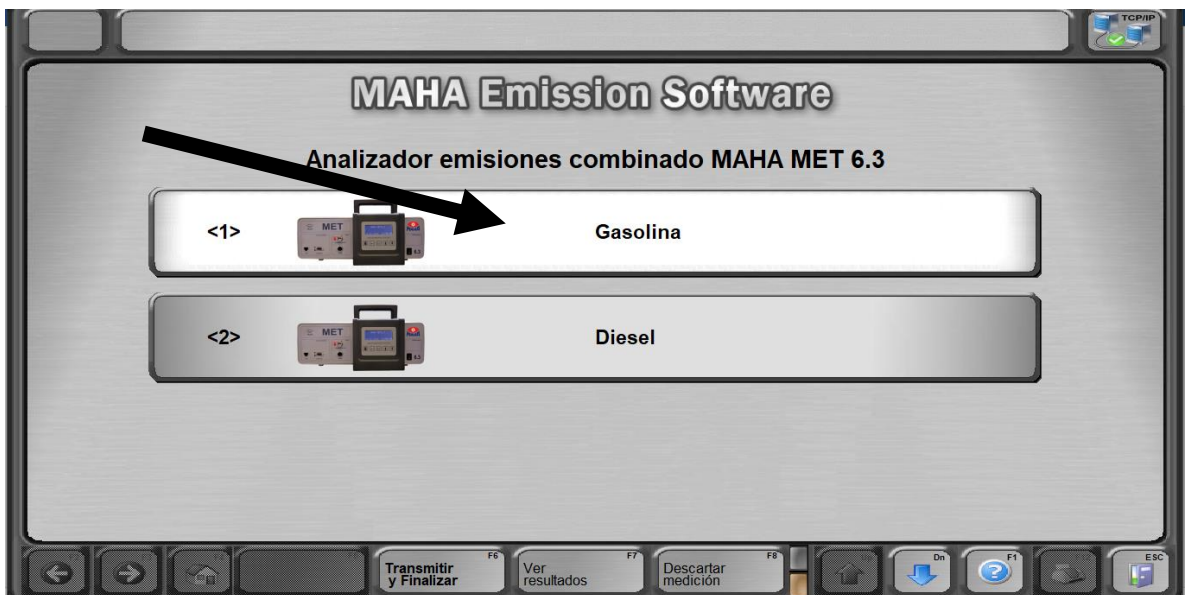 TCP/IP
MAHA Emission Software
Analizador emisiones combinado MAHA MET 6.3
<1>
MET
Gasolina
<2>
MET
Diesel
F6
Transmitir
y Finalizar
F7
Ver
resultados
F8
Descartar
medición
Dn
F1
ESC